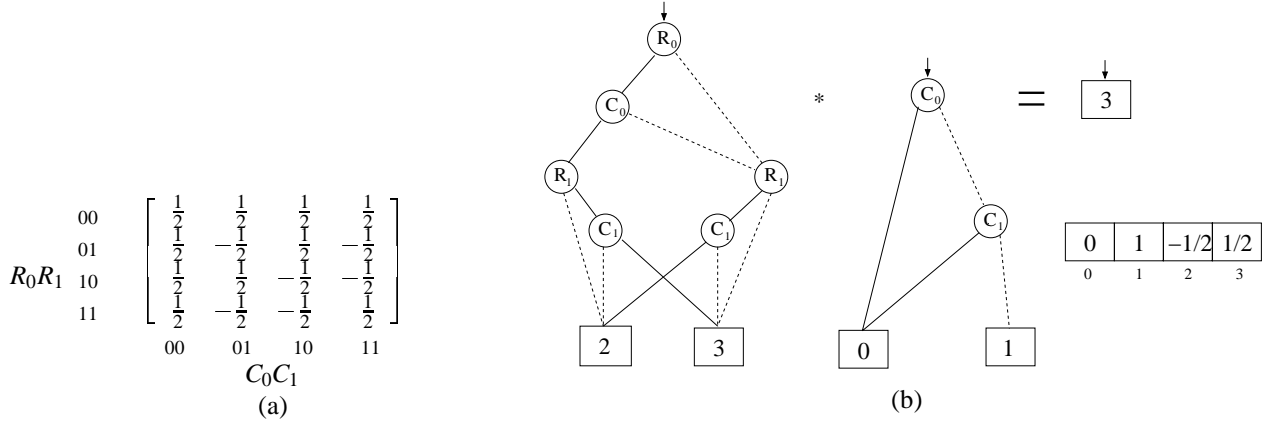 00 1/2 1/2 1/2 1/2
01 1/2 −1/2 1/2 −1/2
R₀R₁ 10 1/2 1/2 −1/2 −1/2
11 1/2 −1/2 −1/2 1/2
00 01 10 11
C₀C₁
(a)
R₀
C₀
R₁ R₁
C₁ C₁
2 3
*
C₀
C₁
0 1
=
3
0 1 −1/2 1/2
0 1 2 3
(b)